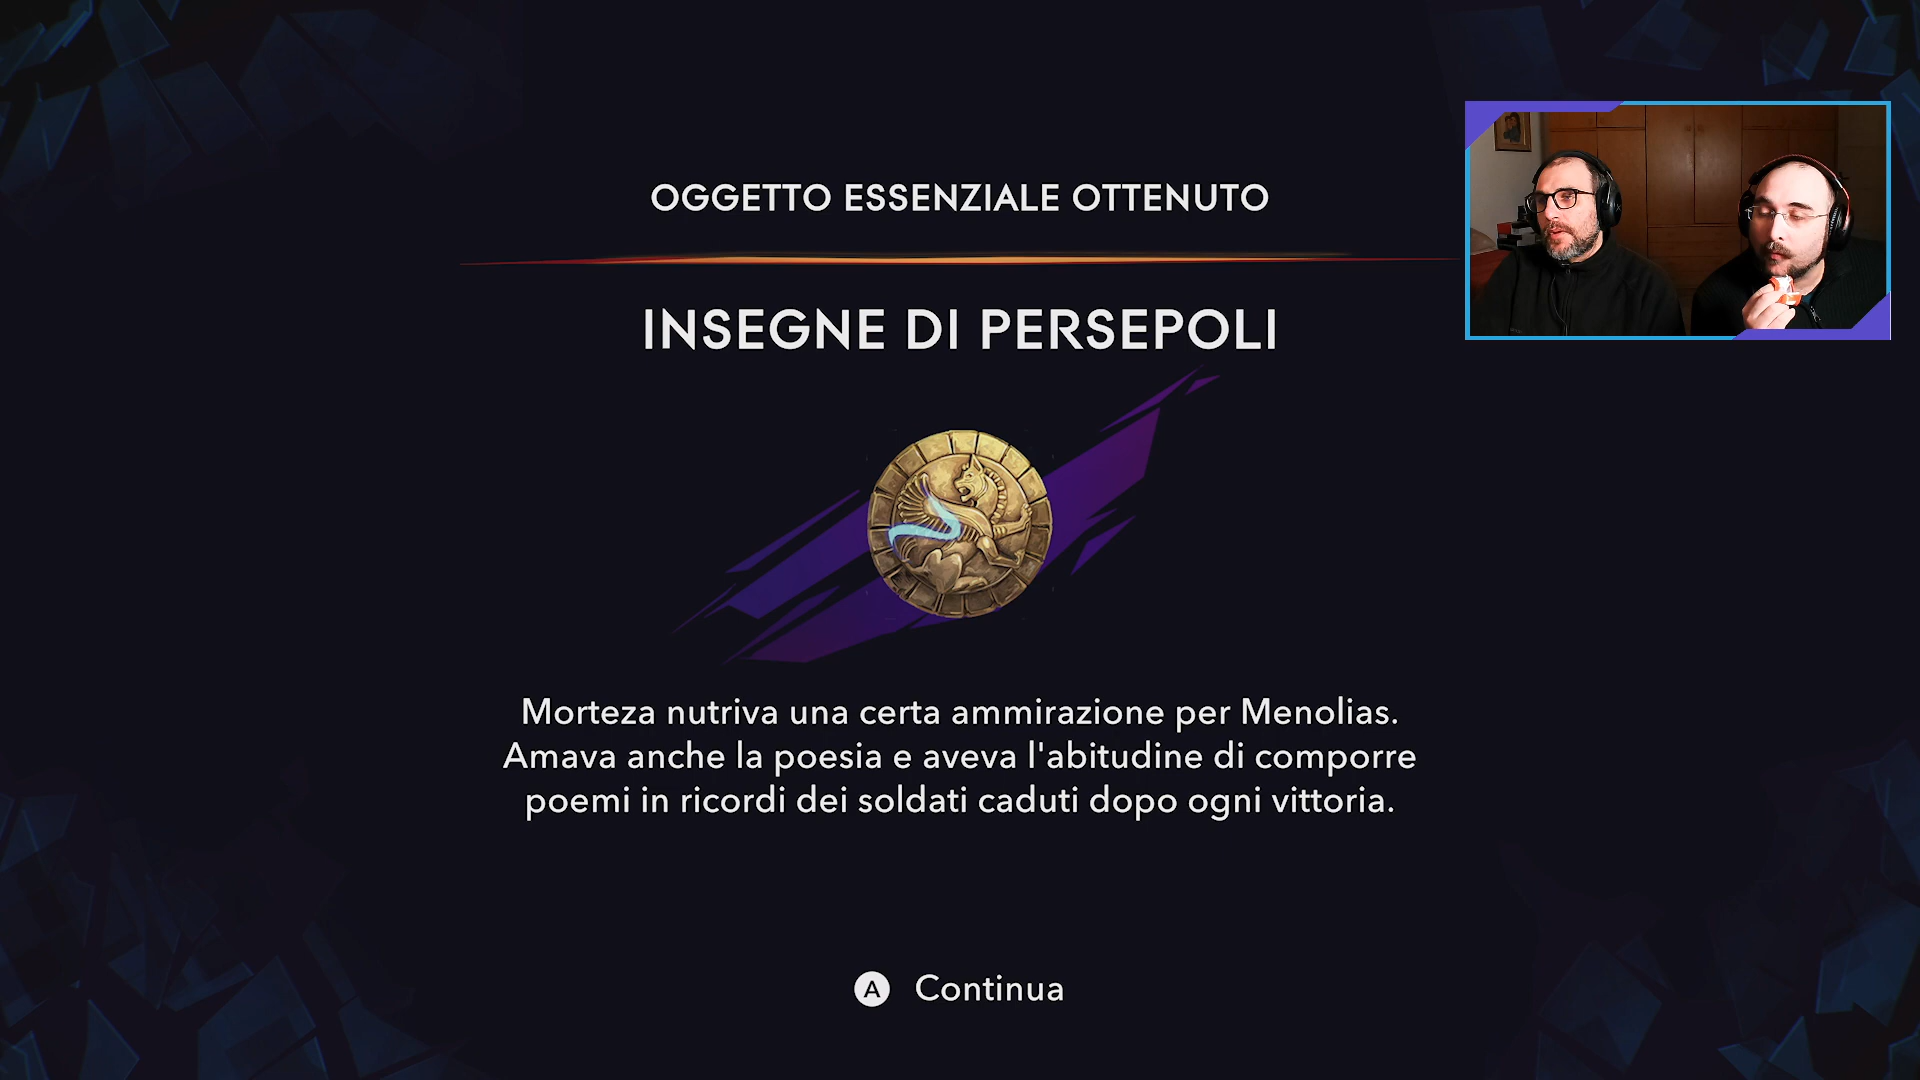 OGGETTO ESSENZIALE OTTENUTO
INSEGNE DI PERSEPOLI
Morteza nutriva una certa ammirazione per Menolias.
Amava anche la poesia e aveva l'abitudine di comporre
poemi in ricordi dei soldati caduti dopo ogni vittoria.
A Continua